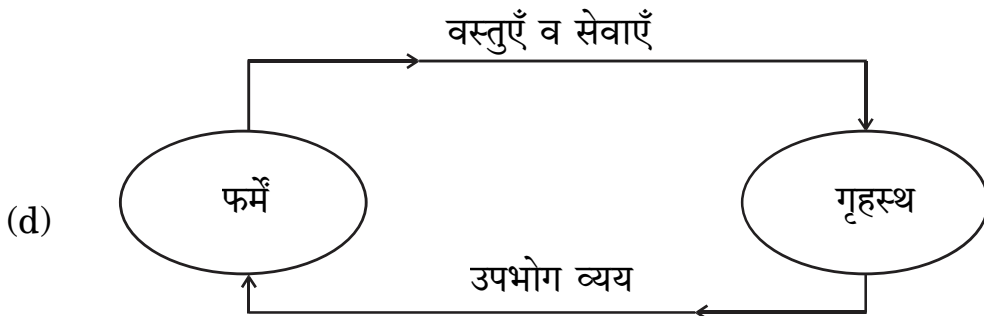 वस्तुएँ व सेवाएँ
(d)
फर्में
गृहस्थ
उपभोग व्यय